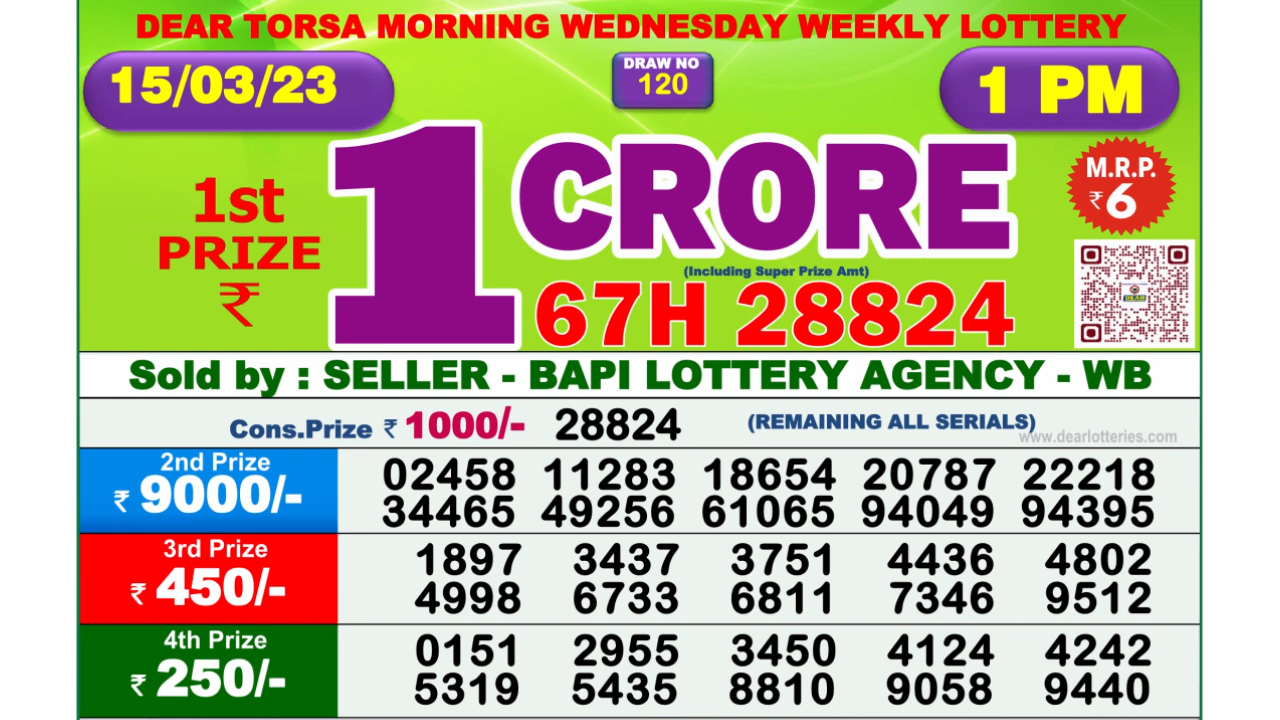 DEAR TORSA MORNING WEDNESDAY WEEKLY LOTTERY
15/03/23
DRAW NO
120
1 PM
1st
PRIZE
₹
1 CRORE
M.R.P.
₹ 6
(Including Super Prize Amt)
67H 28824
DEAR
Sold by : SELLER - BAPI LOTTERY AGENCY - WB
Cons.Prize ₹ 1000/- 28824 (REMAINING ALL SERIALS)
www.dearlotteries.com
2nd Prize
₹ 9000/-
02458 11283 18654 20787 22218
34465 49256 61065 94049 94395
3rd Prize
₹ 450/-
1897 3437 3751 4436 4802
4998 6733 6811 7346 9512
4th Prize
₹ 250/-
0151 2955 3450 4124 4242
5319 5435 8810 9058 9440